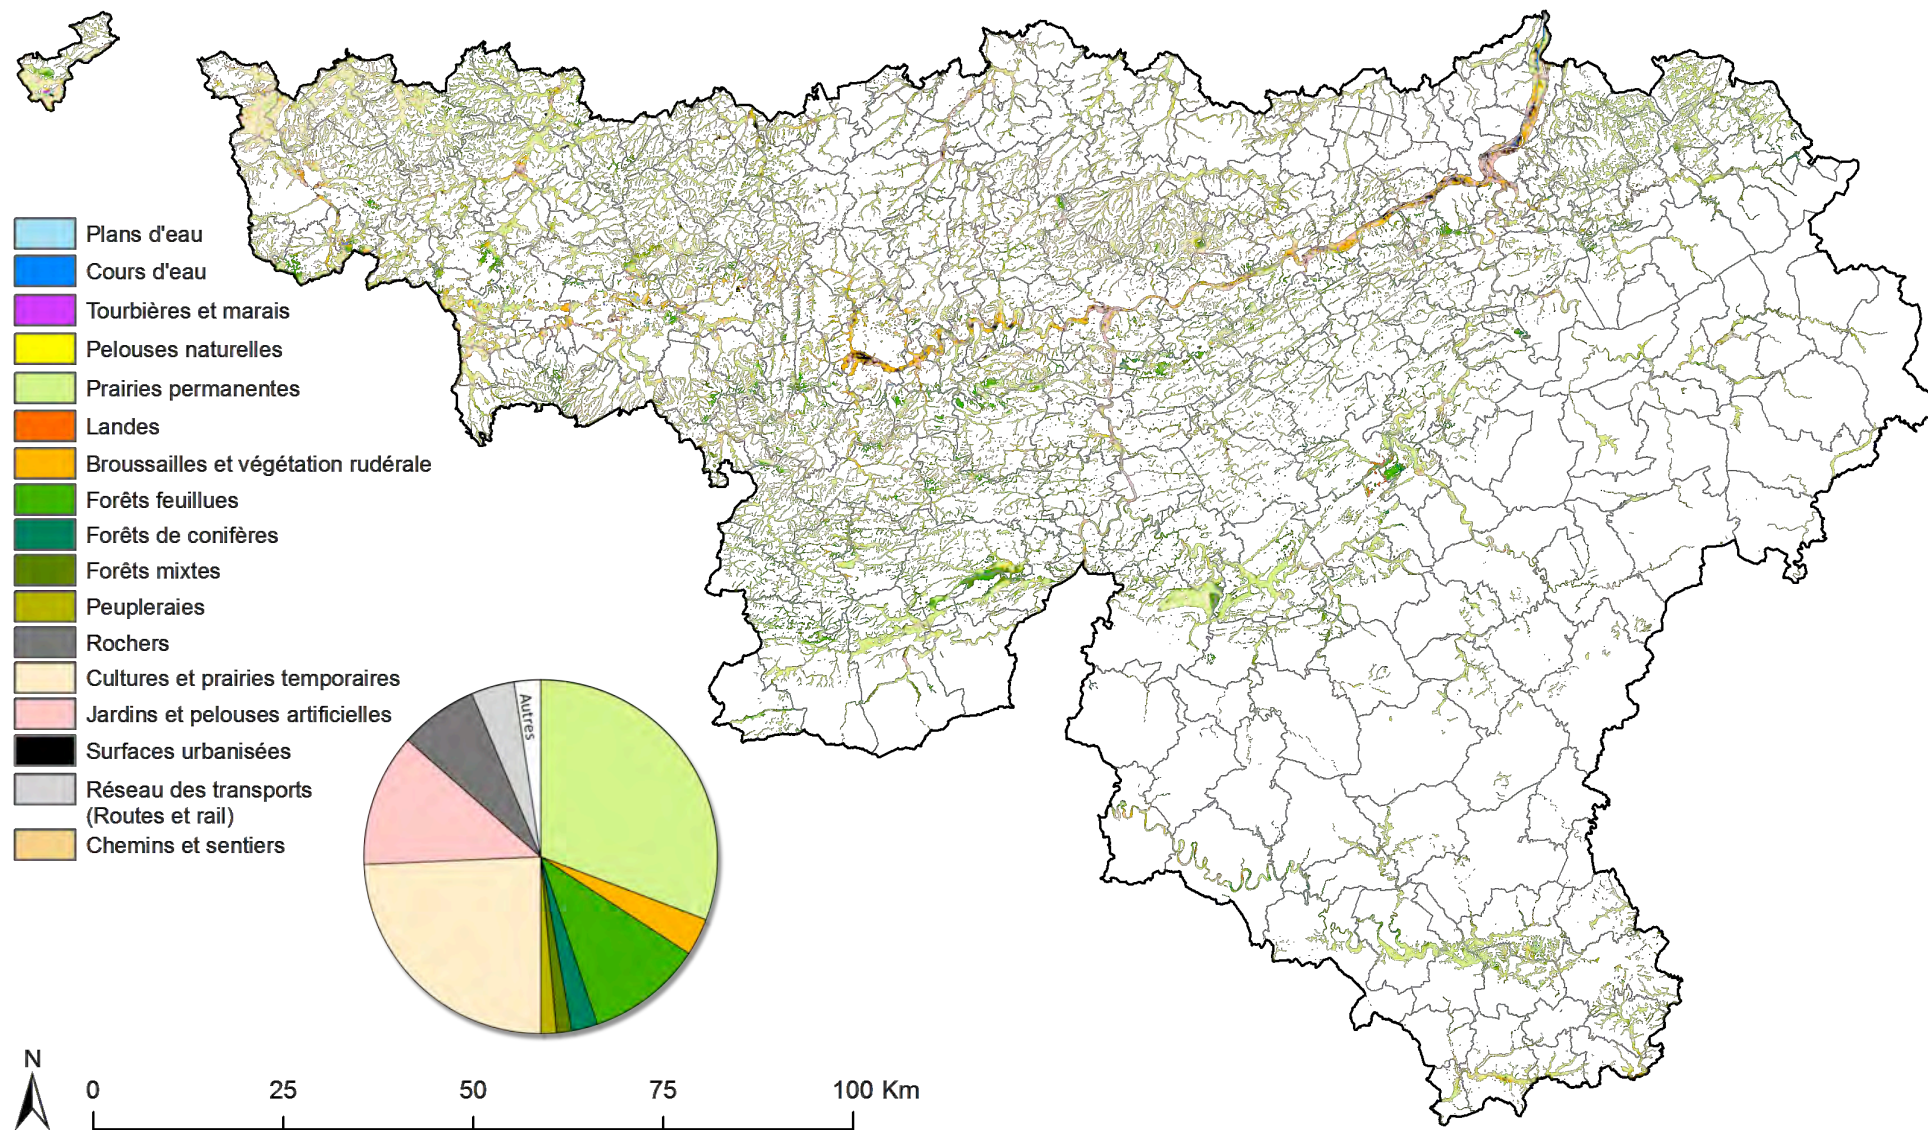 Plans d'eau
Cours d'eau
Tourbières et marais
Pelouses naturelles
Prairies permanentes
Landes
Broussailles et végétation rudérale
Forêts feuillues
Forêts de conifères
Forêts mixtes
Peupleraies
Rochers
Cultures et prairies temporaires
Jardins et pelouses artificielles
Surfaces urbanisées
Réseau des transports
(Routes et rail)
Chemins et sentiers
Autres
N
0 25 50 75 100 Km